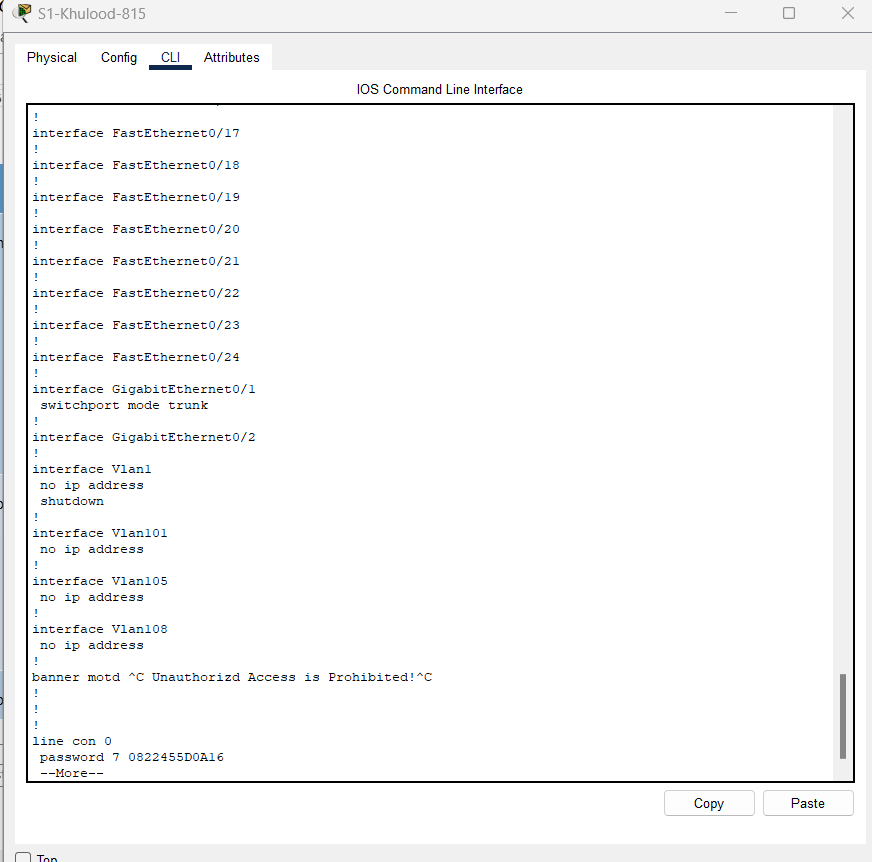 S1-Khulood-815
Physical Config CLI Attributes
IOS Command Line Interface
!
interface FastEthernet0/17
!
interface FastEthernet0/18
!
interface FastEthernet0/19
!
interface FastEthernet0/20
!
interface FastEthernet0/21
!
interface FastEthernet0/22
!
interface FastEthernet0/23
!
interface FastEthernet0/24
!
interface GigabitEthernet0/1
 switchport mode trunk
!
interface GigabitEthernet0/2
!
interface Vlan1
 no ip address
 shutdown
!
interface Vlan101
 no ip address
!
interface Vlan105
 no ip address
!
interface Vlan108
 no ip address
!
banner motd ^C Unauthorizd Access is Prohibited!^C
!
!
!
line con 0
 password 7 0822455D0A16
 --More--
Copy Paste
Top